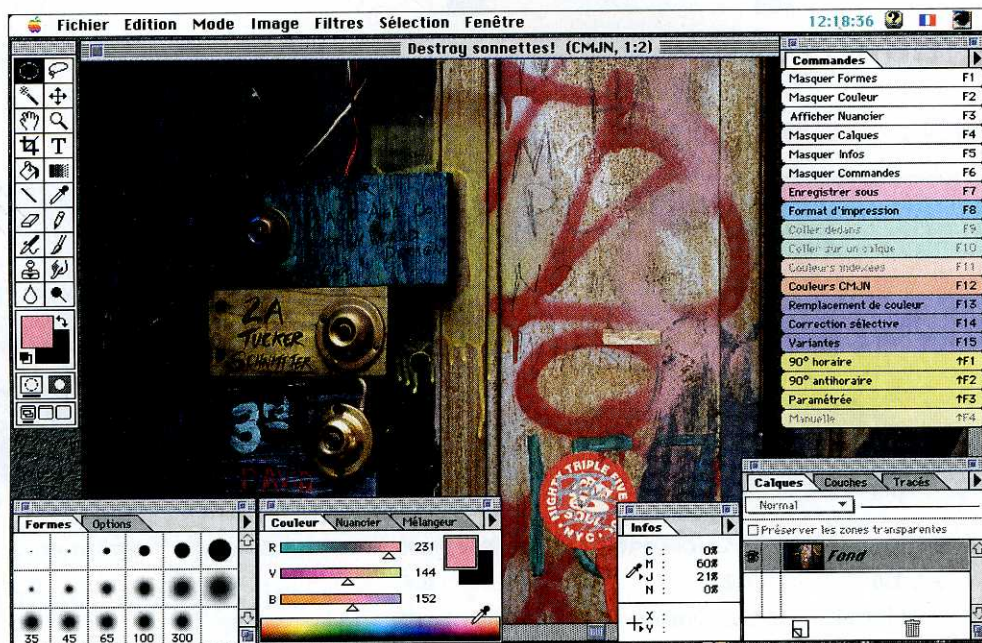 Fichier Edition Mode Image Filtres Sélection Fenêtre 12:18:36
Destroy sonnettes! (CMJN, 1:2)
T
2A
TUCKER
3rd
MIGHTY TRIPLE FIVE
NYC
Commandes
Masquer Formes F1
Masquer Couleur F2
Afficher Nuancier F3
Masquer Calques F4
Masquer Infos F5
Masquer Commandes F6
Enregistrer sous F7
Format d'impression F8
Coller dedans F9
Coller sur un calque F10
Couleurs indexées F11
Couleurs CMJN F12
Remplacement de couleur F13
Correction sélective F14
Variantes F15
90° horaire ↑F1
90° antihoraire ↑F2
Paramétrée ↑F3
Manuelle ↑F4
Formes Options
35 45 65 100 300
Couleur Nuancier Mélangeur
R 231
V 144
B 152
Infos
C : 0%
M : 60%
J : 21%
N : 0%
X :
Y :
Calques Couches Tracés
Normal
Préserver les zones transparentes
Fond